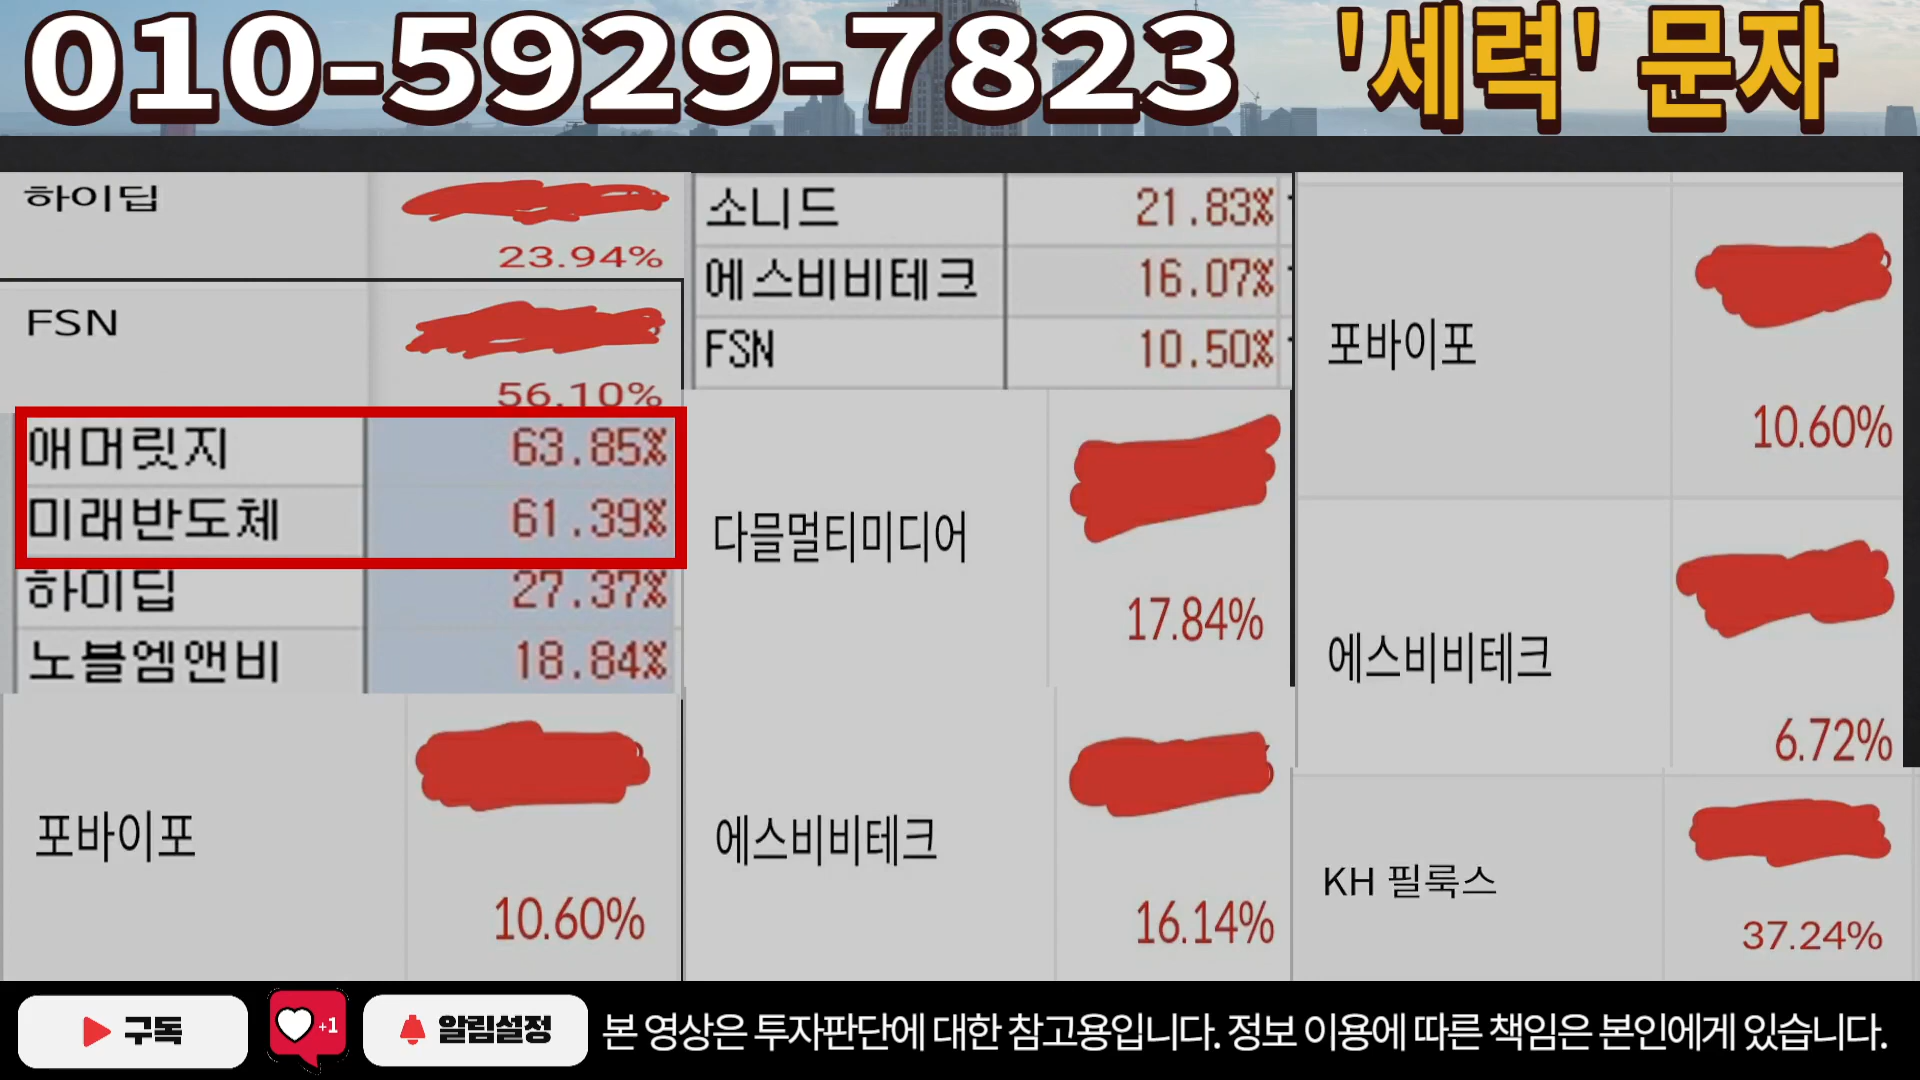 010-5929-7823 '세력' 문자
하이딥
23.94%
FSN
56.10%
애머릿지 63.85%
미래반도체 61.39%
하이딥 27.37%
노블엠앤비 18.84%
포바이포
10.60%
소니드 21.83%
에스비비테크 16.07%
FSN 10.50%
다믈멀티미디어
17.84%
에스비비테크
16.14%
포바이포
10.60%
에스비비테크
6.72%
KH 필룩스
37.24%
구독 +1 알림설정 본 영상은 투자판단에 대한 참고용입니다. 정보 이용에 따른 책임은 본인에게 있습니다.